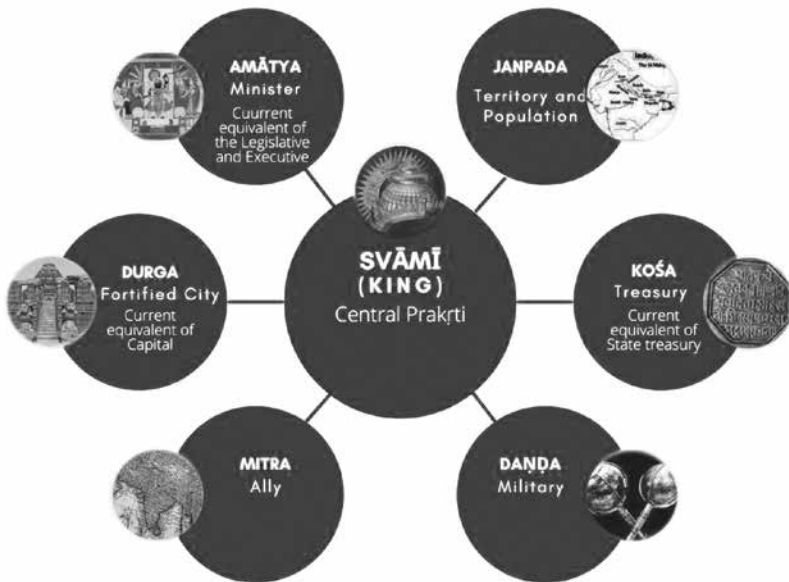 AMĀTYA
Minister
Cuurrent
equivalent of
the Legislative
and Executive
JANPADA
Territory and
Population
SVĀMĪ
(KING)
Central Prakṛti
DURGA
Fortified City
Current
equivalent of
Capital
KOŚA
Treasury
Current
equivalent of
State treasury
MITRA
Ally
DAṆḌA
Military